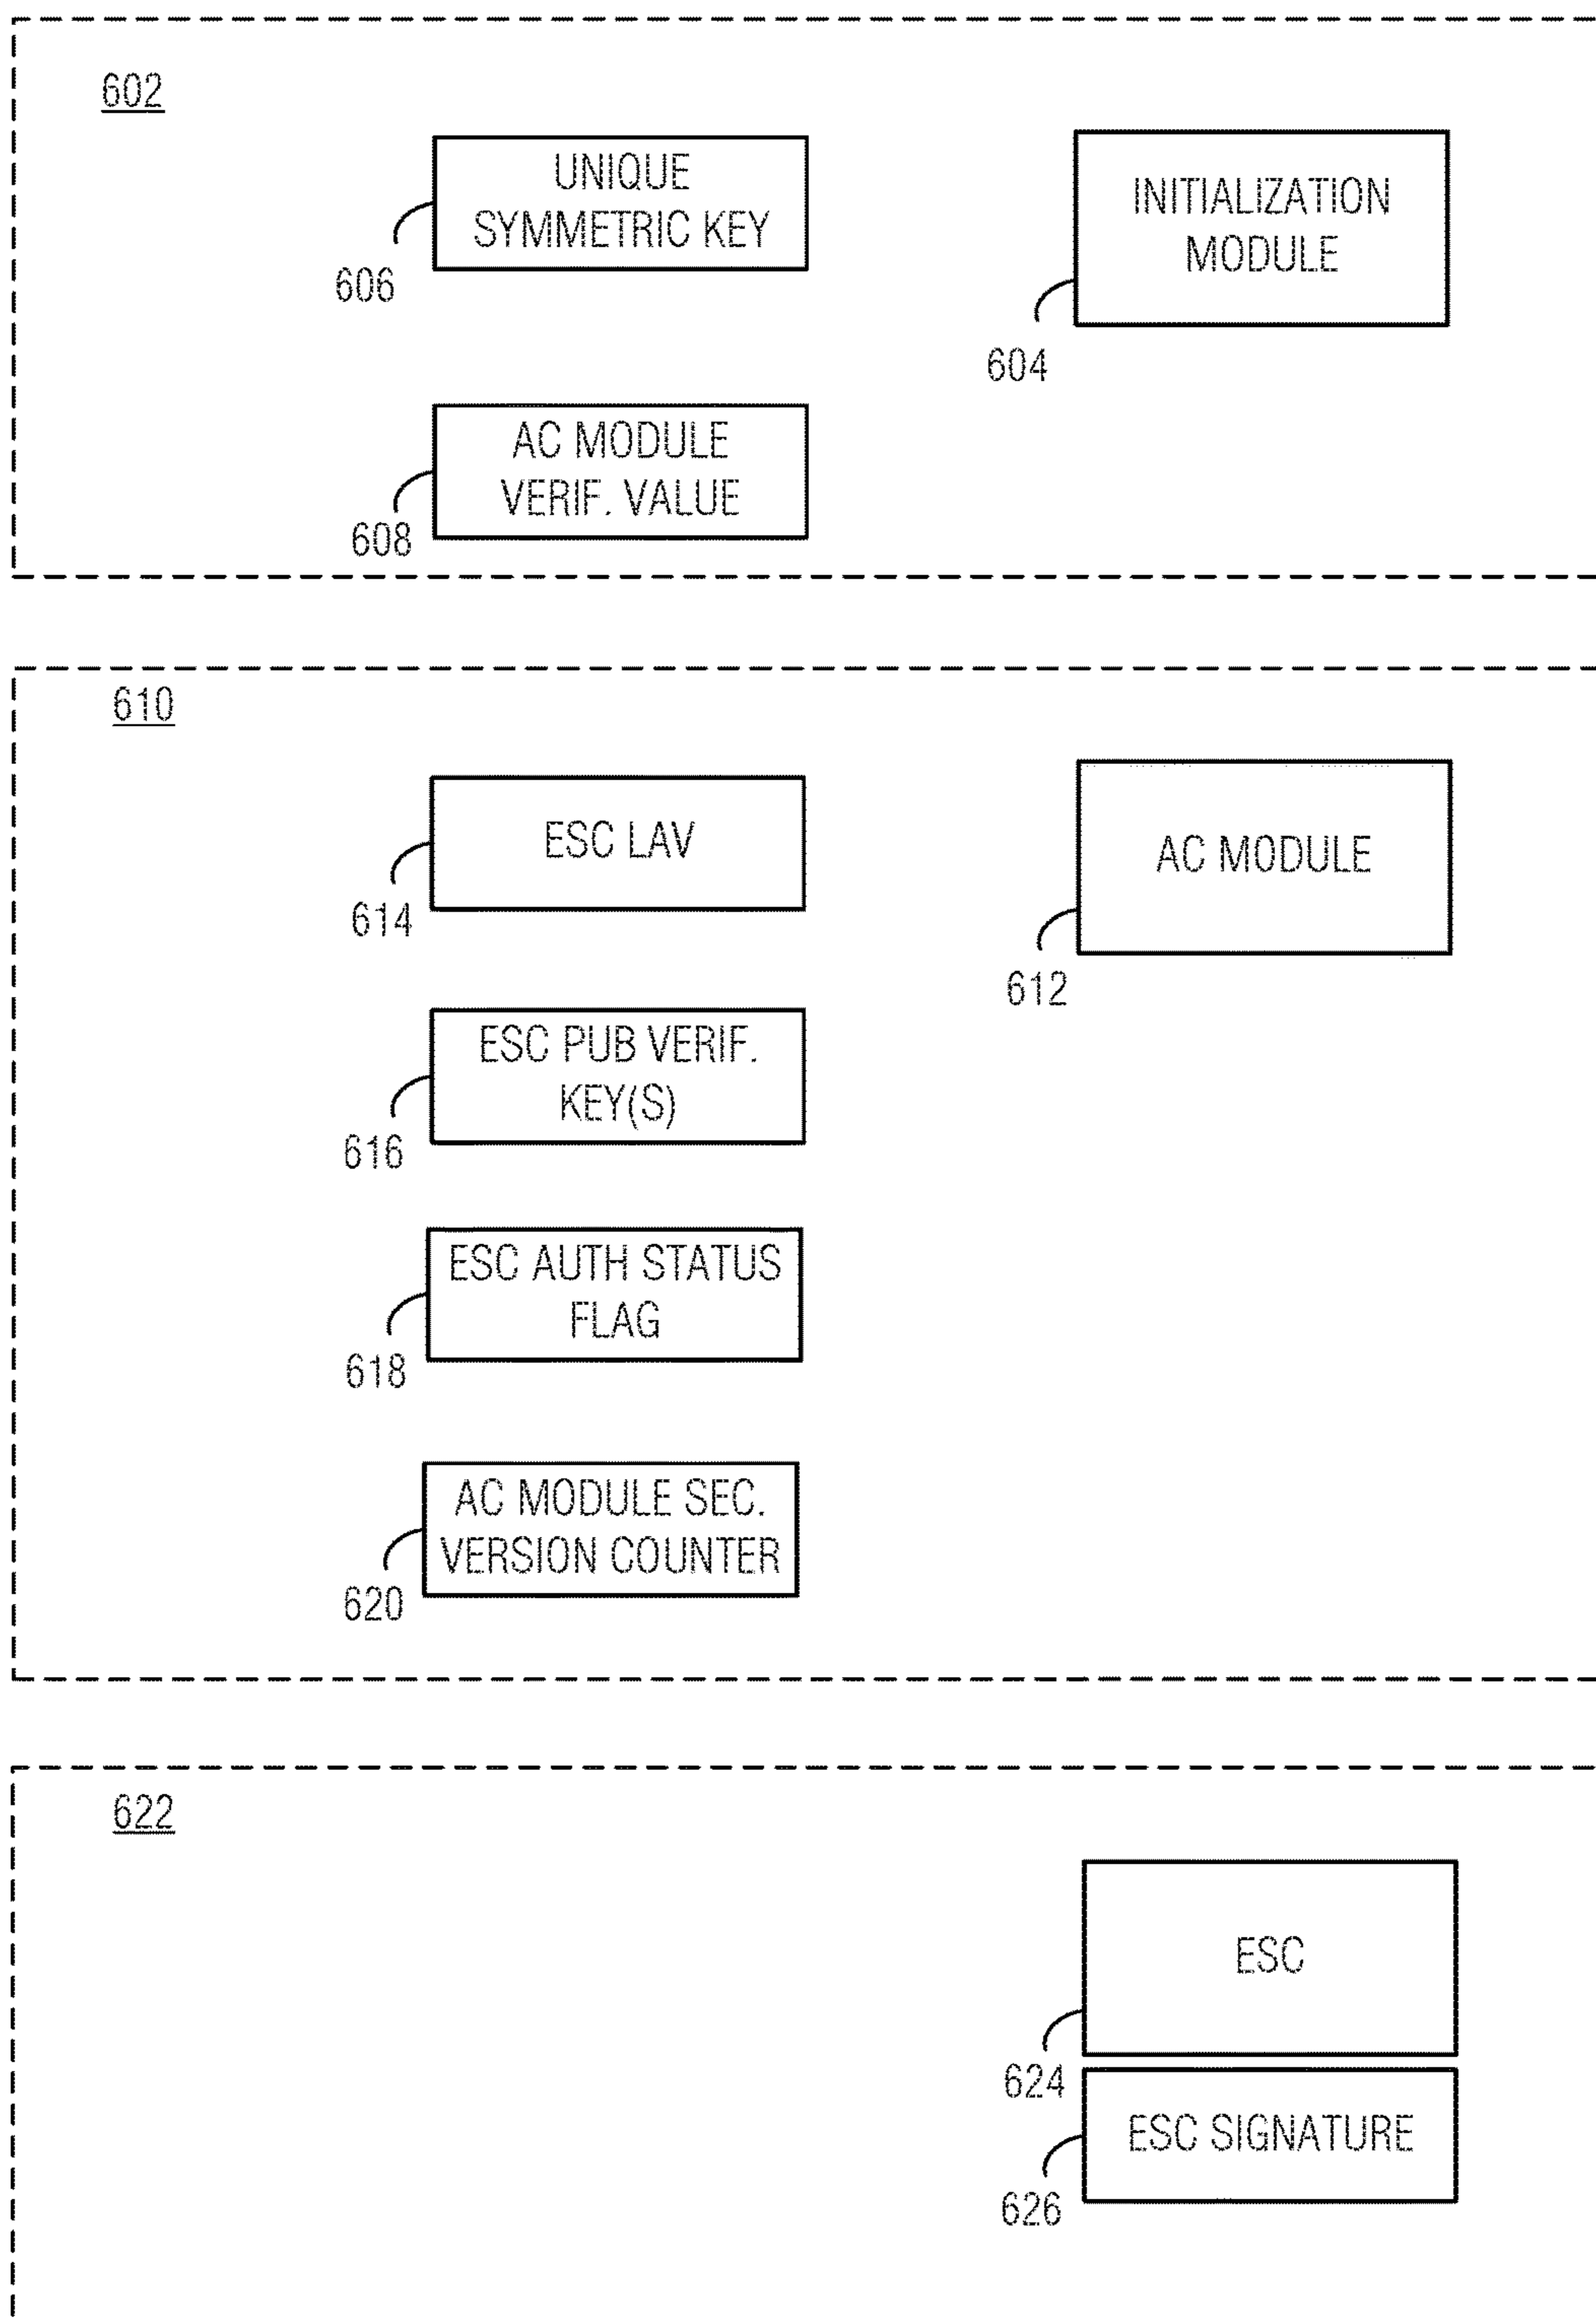 602
UNIQUE
SYMMETRIC KEY
606
INITIALIZATION
MODULE
604
AC MODULE
VERIF. VALUE
608
610
ESC LAV
614
AC MODULE
612
ESC PUB VERIF.
KEY(S)
616
ESC AUTH STATUS
FLAG
618
AC MODULE SEC.
VERSION COUNTER
620
622
ESC
624
ESC SIGNATURE
626